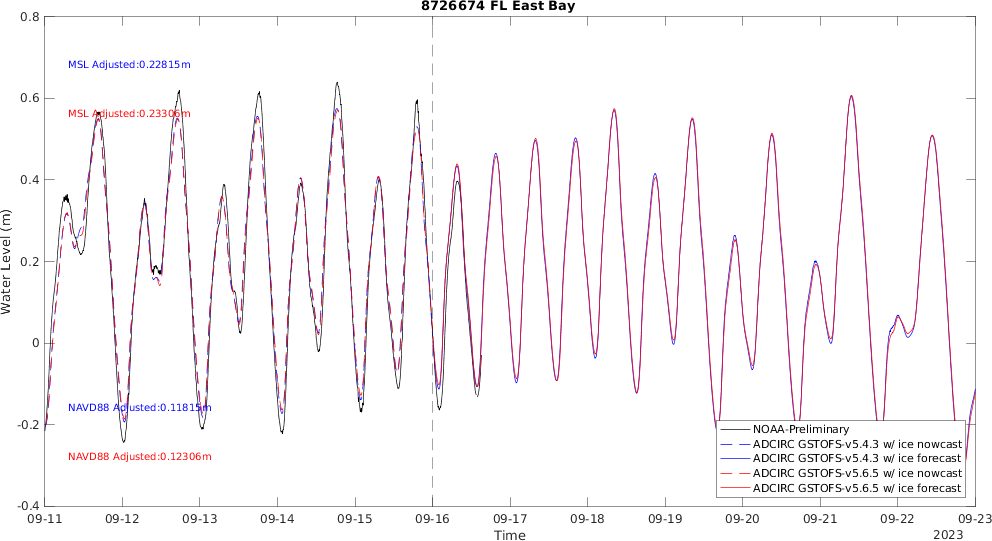 8726674 FL East Bay
0.8
0.6
0.4
0.2
0
-0.2
-0.4
Water Level (m)
MSL Adjusted:0.22815m
MSL Adjusted:0.23306m
NAVD88 Adjusted:0.11815m
NAVD88 Adjusted:0.12306m
NOAA-Preliminary
ADCIRC GSTOFS-v5.4.3 w/ ice nowcast
ADCIRC GSTOFS-v5.4.3 w/ ice forecast
ADCIRC GSTOFS-v5.6.5 w/ ice nowcast
ADCIRC GSTOFS-v5.6.5 w/ ice forecast
09-11 09-12 09-13 09-14 09-15 09-16 09-17 09-18 09-19 09-20 09-21 09-22 09-23
Time
2023